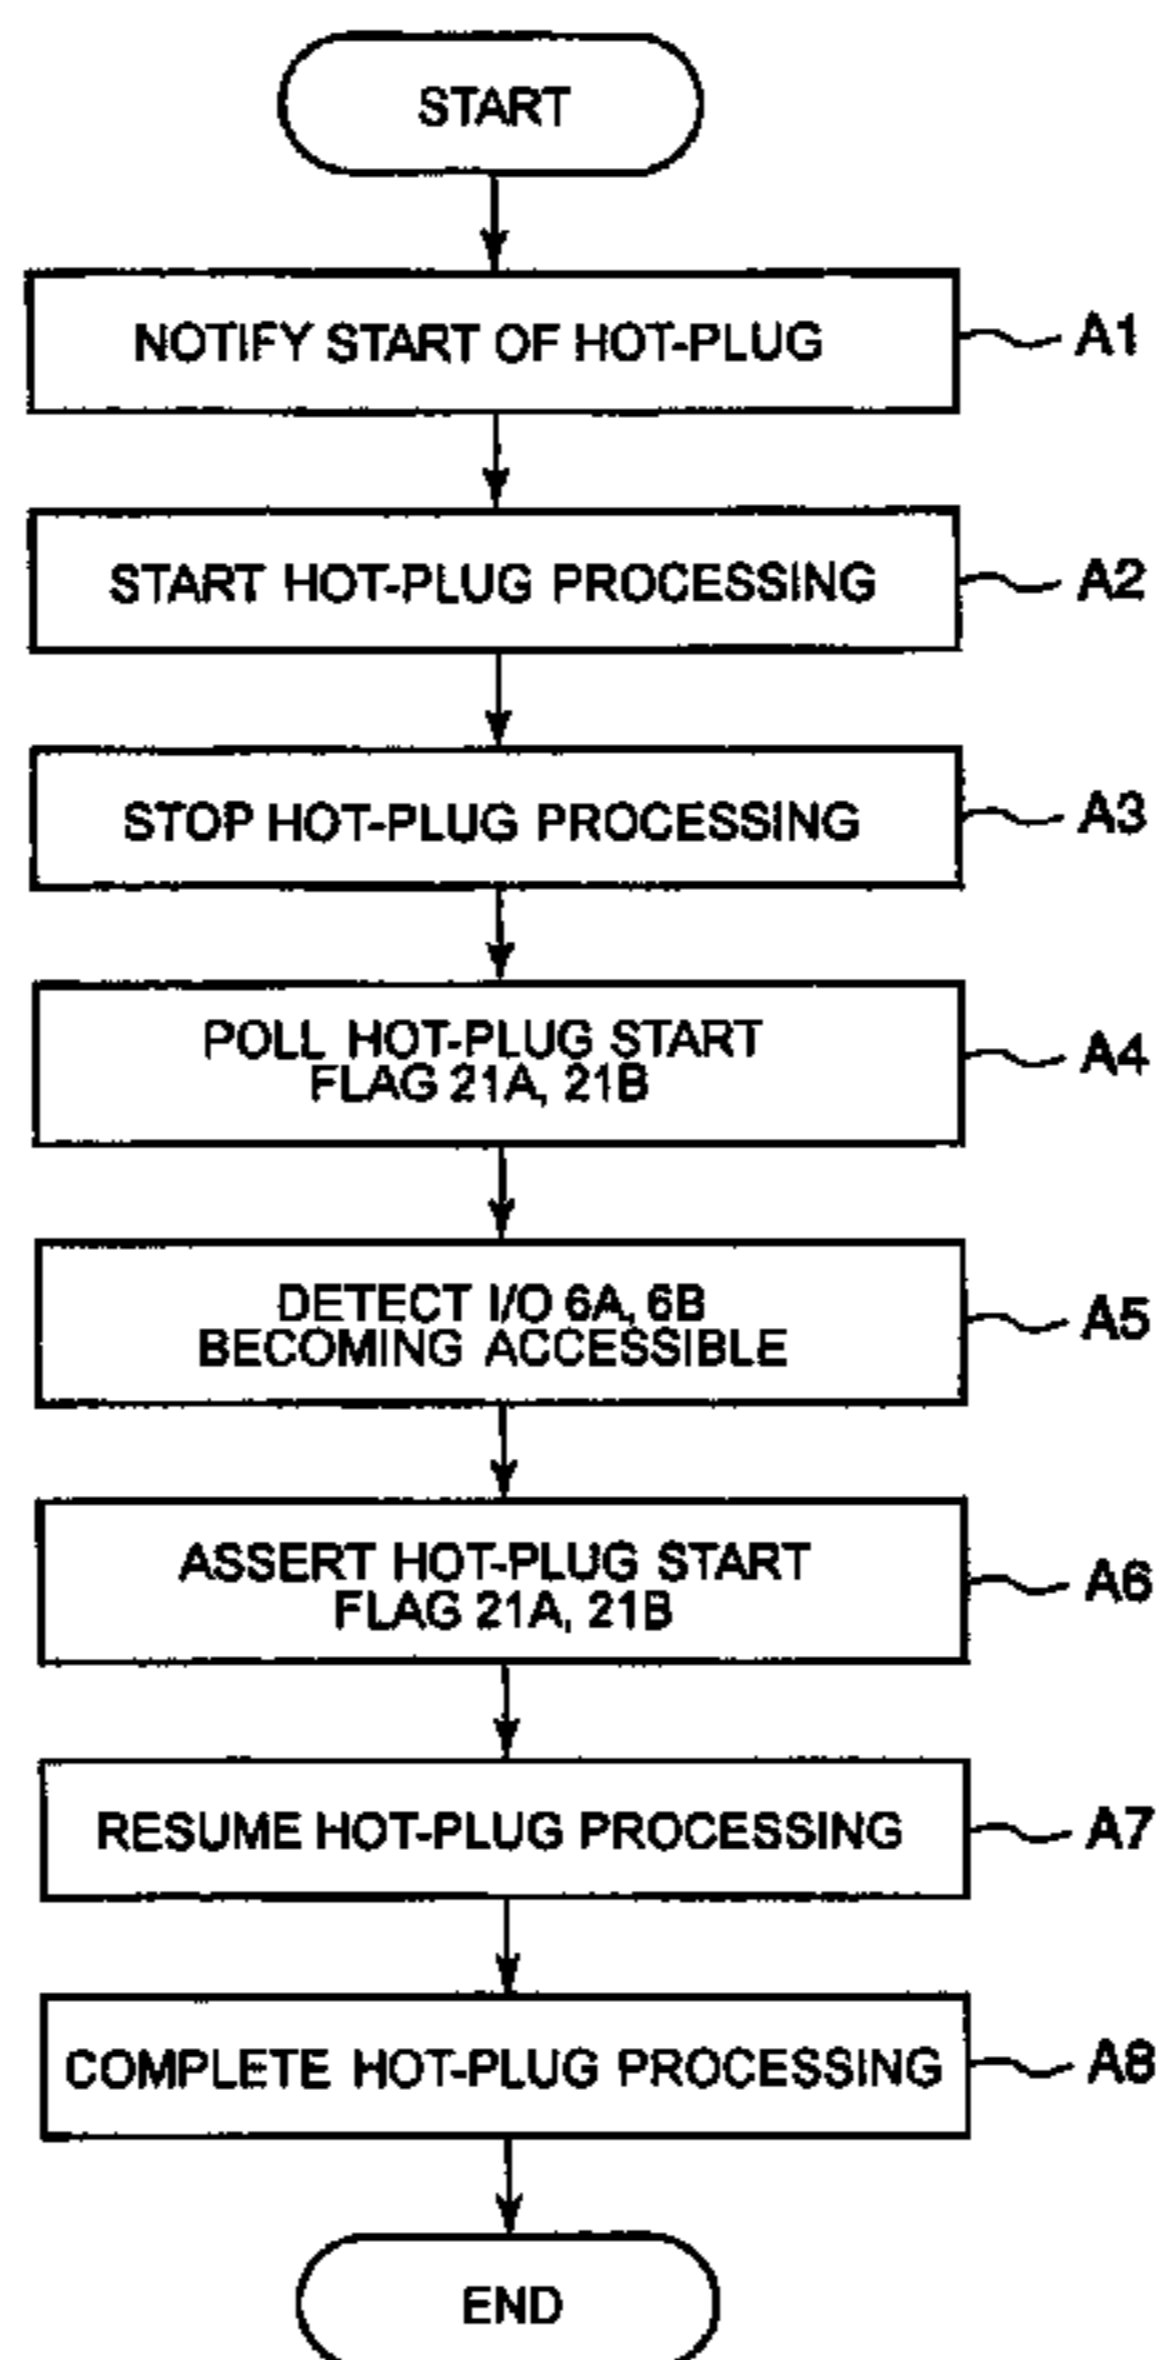 START
NOTIFY START OF HOT-PLUG
A1
START HOT-PLUG PROCESSING
A2
STOP HOT-PLUG PROCESSING
A3
POLL HOT-PLUG START
FLAG 21A, 21B
A4
DETECT I/O 6A, 6B
BECOMING ACCESSIBLE
A5
ASSERT HOT-PLUG START
FLAG 21A, 21B
A6
RESUME HOT-PLUG PROCESSING
A7
COMPLETE HOT-PLUG PROCESSING
A8
END